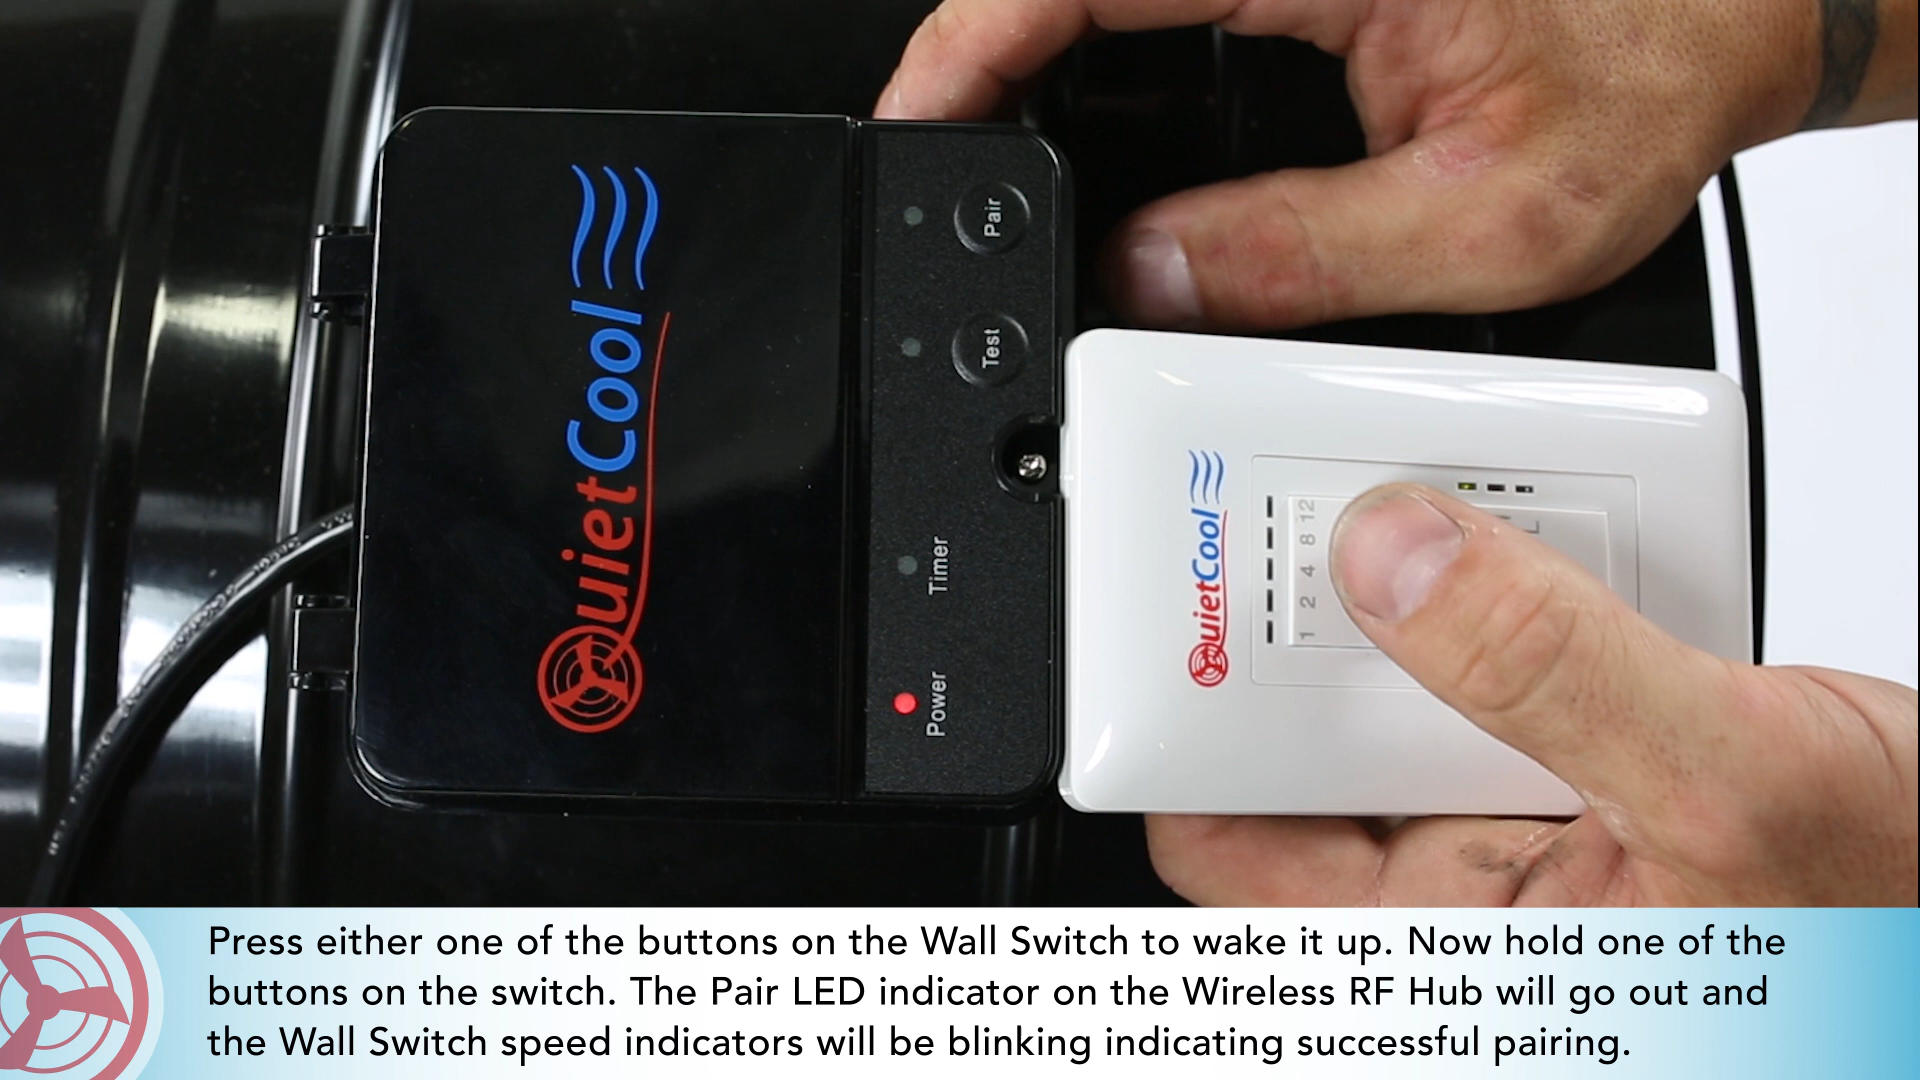 QuietCool
Pair
Test
Timer
Power
QuietCool
1 2 4 8 12
L
Press either one of the buttons on the Wall Switch to wake it up. Now hold one of the
buttons on the switch. The Pair LED indicator on the Wireless RF Hub will go out and
the Wall Switch speed indicators will be blinking indicating successful pairing.